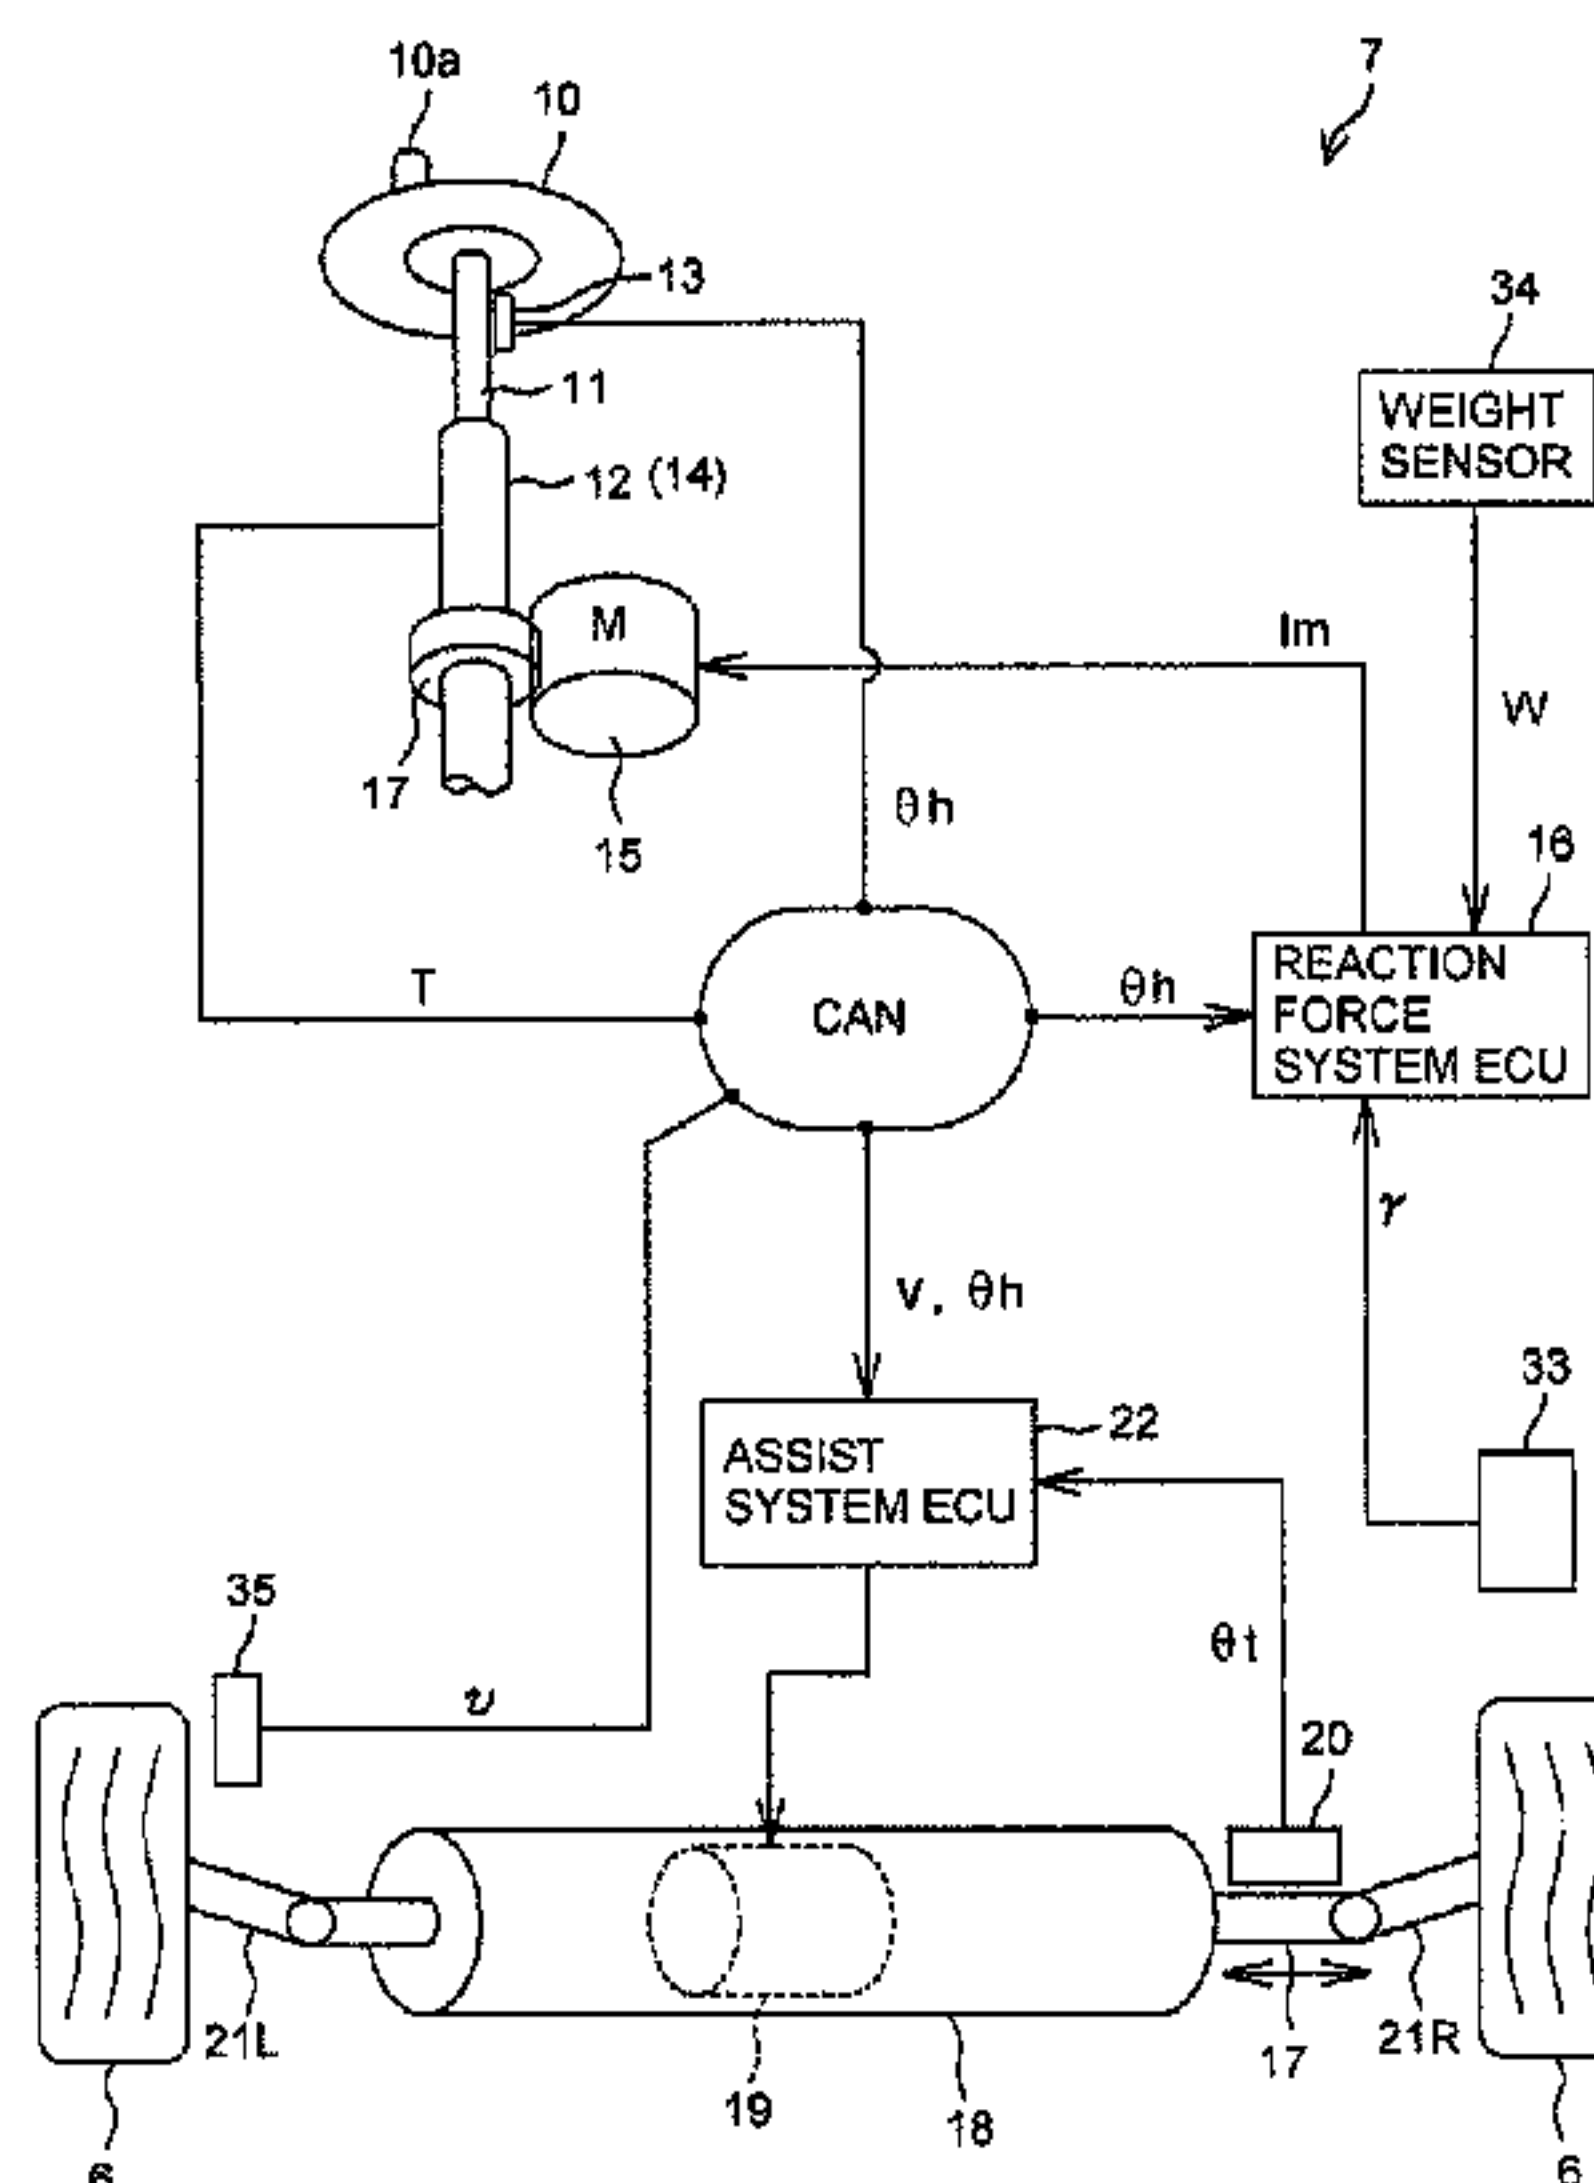 10a
10
7
13
34
11
WEIGHT
SENSOR
12 (14)
M
Im
W
17
θh
15
16
T
CAN
θh
REACTION
FORCE
SYSTEM ECU
γ
v, θh
33
22
ASSIST
SYSTEM ECU
35
θt
υ
20
21L
17
21R
19
18
6
6